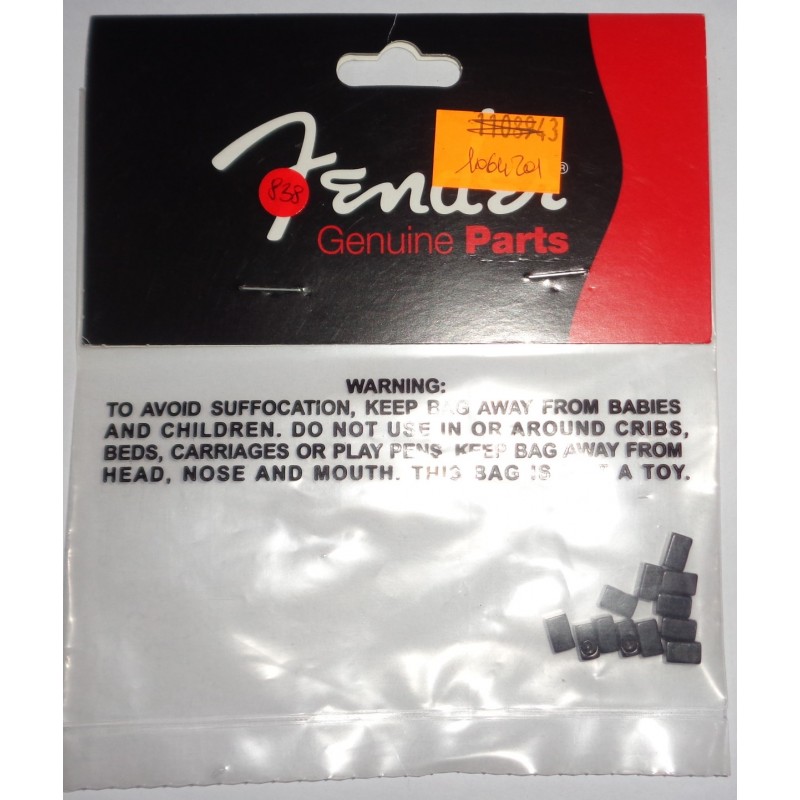 Fender®
1108943
1064201
838
Genuine Parts
WARNING:
TO AVOID SUFFOCATION, KEEP BAG AWAY FROM BABIES
AND CHILDREN. DO NOT USE IN OR AROUND CRIBS,
BEDS, CARRIAGES OR PLAY PENS. KEEP BAG AWAY FROM
HEAD, NOSE AND MOUTH. THIS BAG IS NOT A TOY.